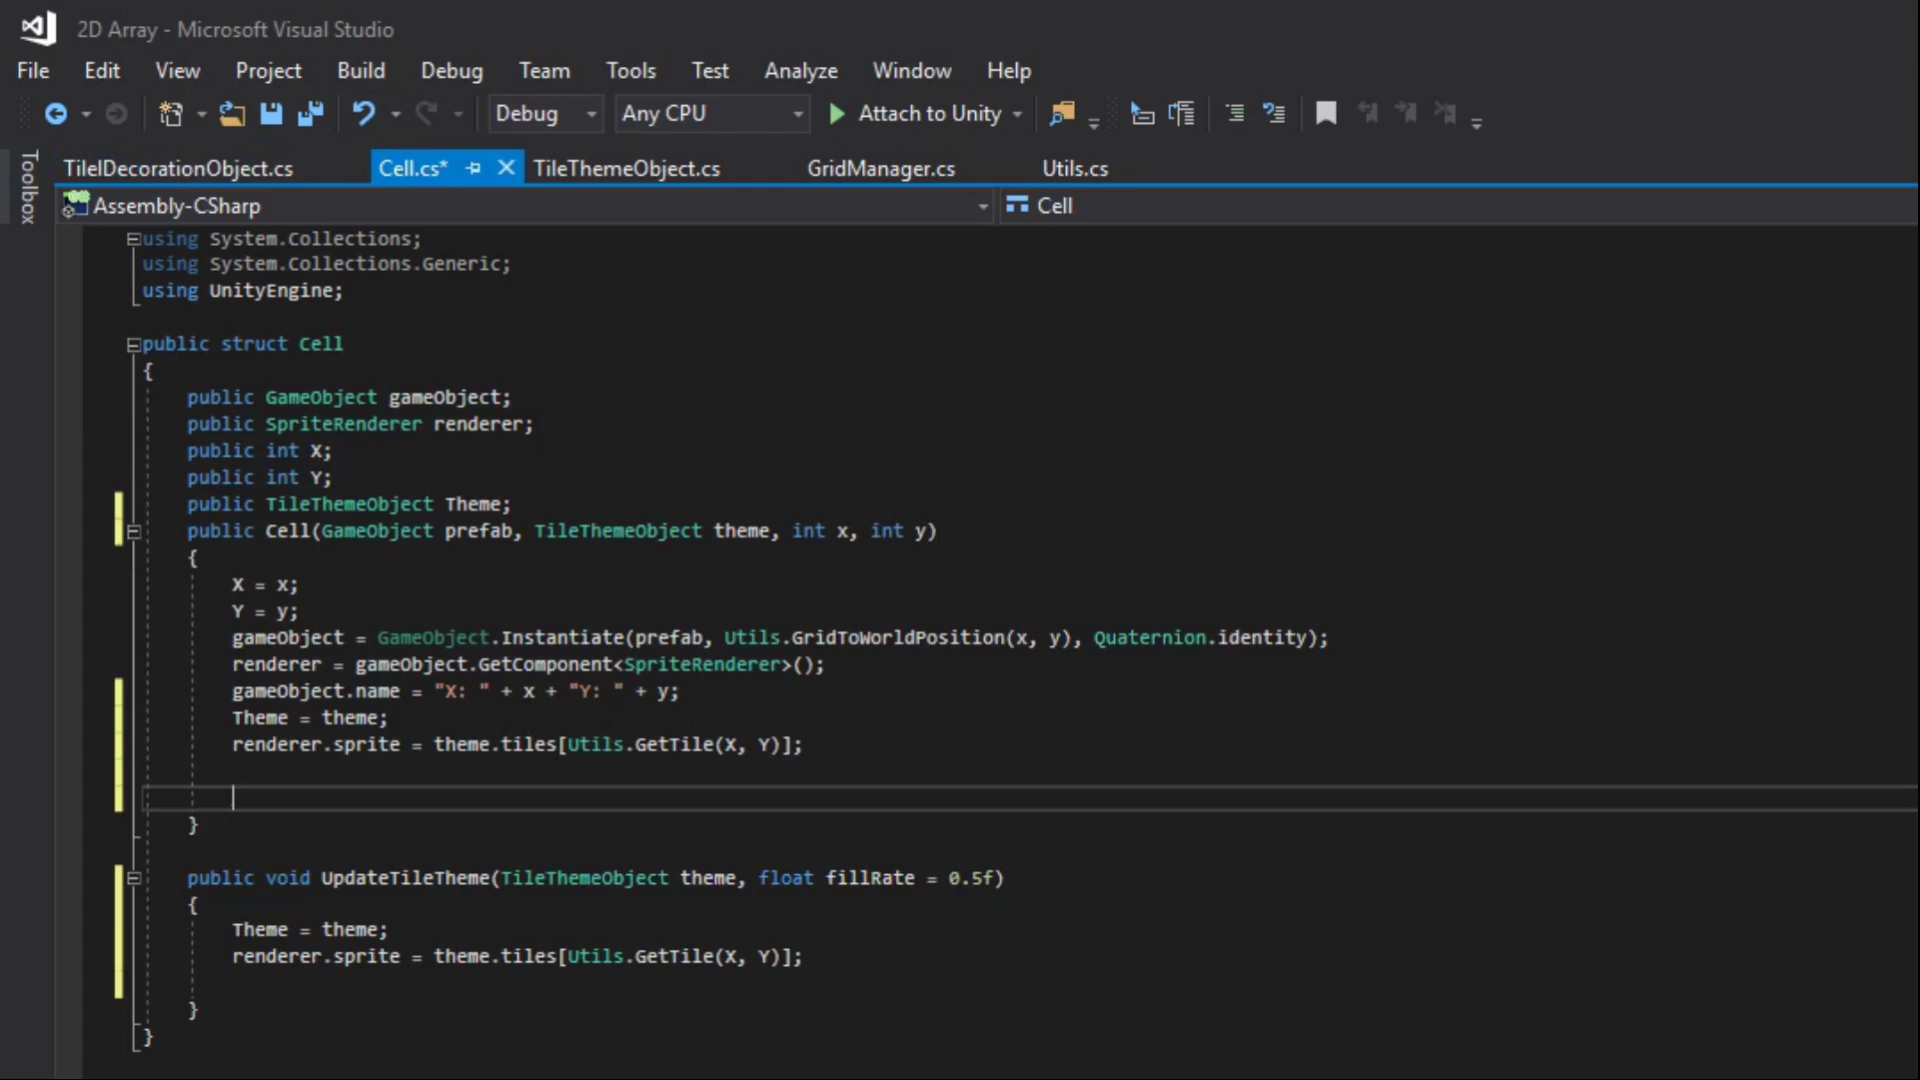 2D Array - Microsoft Visual Studio
File Edit View Project Build Debug Team Tools Test Analyze Window Help
Debug Any CPU Attach to Unity
Toolbox
TilelDecorationObject.cs Cell.cs* TileThemeObject.cs GridManager.cs Utils.cs
Assembly-CSharp Cell
using System.Collections;
using System.Collections.Generic;
using UnityEngine;
public struct Cell
{
public GameObject gameObject;
public SpriteRenderer renderer;
public int X;
public int Y;
public TileThemeObject Theme;
public Cell(GameObject prefab, TileThemeObject theme, int x, int y)
{
X = x;
Y = y;
gameObject = GameObject.Instantiate(prefab, Utils.GridToWorldPosition(x, y), Quaternion.identity);
renderer = gameObject.GetComponent<SpriteRenderer>();
gameObject.name = "X: " + x + "Y: " + y;
Theme = theme;
renderer.sprite = theme.tiles[Utils.GetTile(X, Y)];
}
public void UpdateTileTheme(TileThemeObject theme, float fillRate = 0.5f)
{
Theme = theme;
renderer.sprite = theme.tiles[Utils.GetTile(X, Y)];
}
}